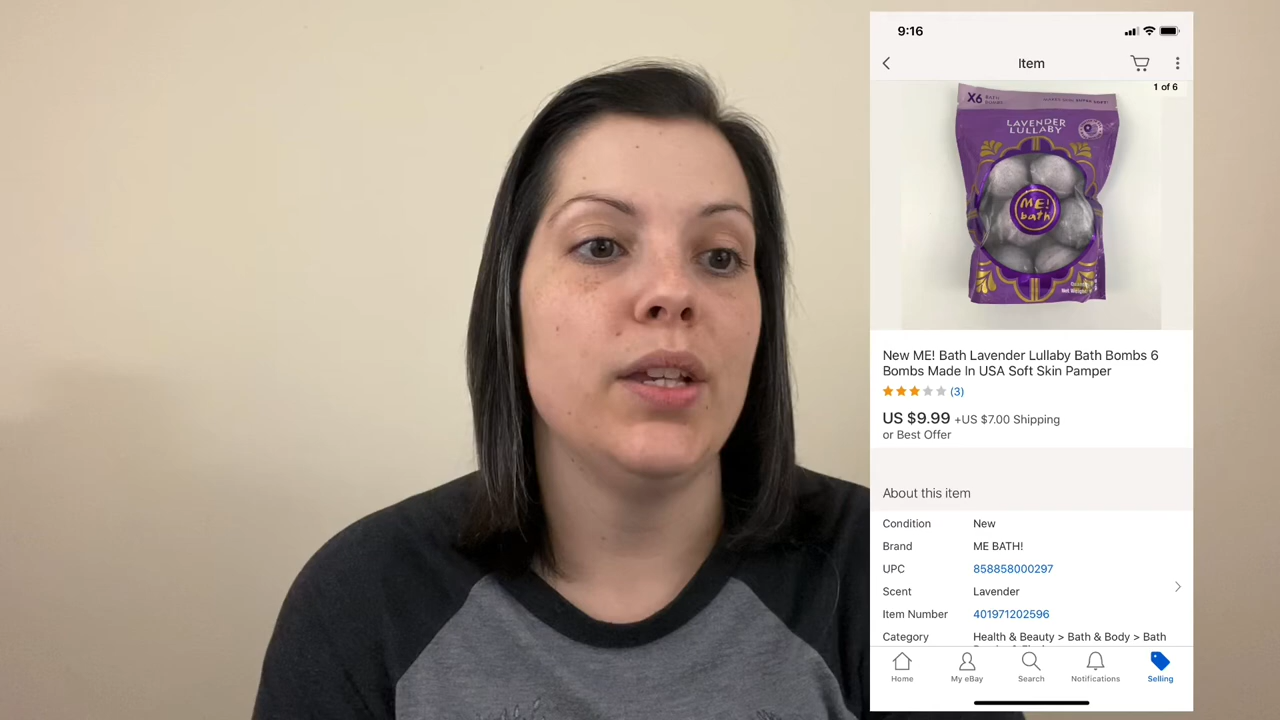 9:16
Item
1 of 6
X6 BATH BOMBS
LAVENDER
LULLABY
ME!
bath
New ME! Bath Lavender Lullaby Bath Bombs 6
Bombs Made In USA Soft Skin Pamper
(3)
US $9.99 +US $7.00 Shipping
or Best Offer
About this item
Condition New
Brand ME BATH!
UPC 858858000297
Scent Lavender
Item Number 401971202596
Category Health & Beauty > Bath & Body > Bath
Home My eBay Search Notifications Selling